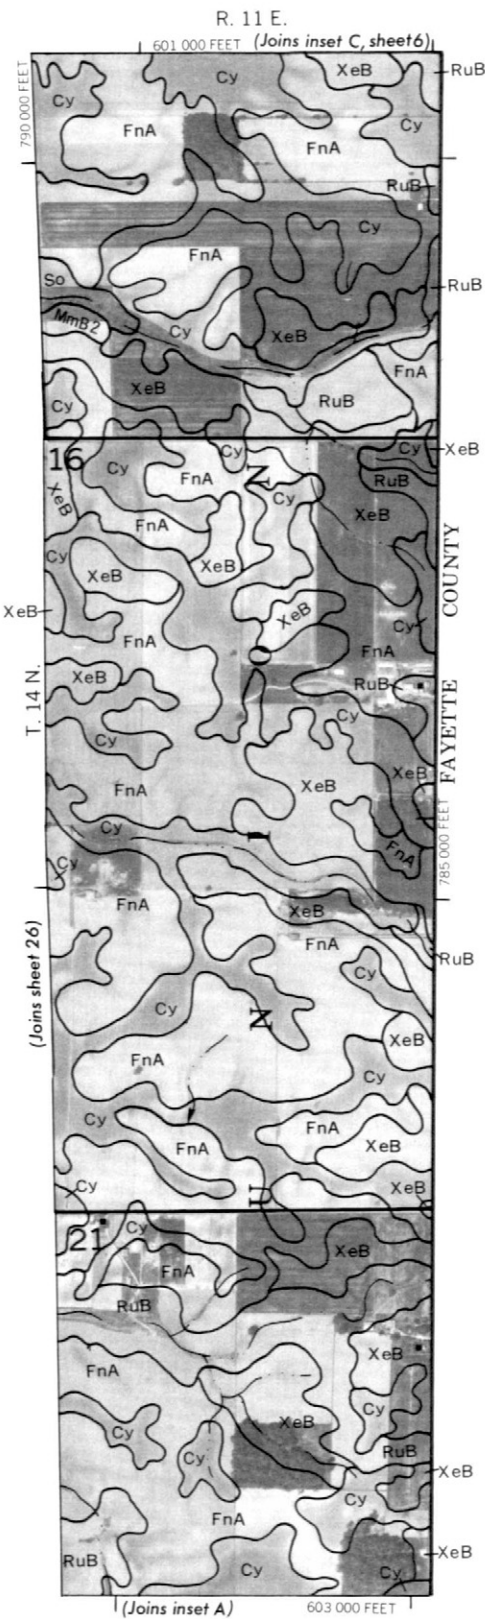 R. 11 E.
601 000 FEET (Joins inset C, sheet 6)
790 000 FEET
Cy XeB RuB
Cy
FnA FnA Cy
RuB
Cy
FnA
So RuB
MmB2 Cy XeB
FnA
XeB RuB
Cy
16 Cy Cy Cy XeB
FnA N RuB
XeB Cy
FnA XeB
Cy XeB
XeB
XeB XeB Cy
FnA O FnA
XeB RuB
T. 14 N.
Cy Cy
FnA XeB XeB
FAYETTE COUNTY
Cy I
FnA
785 000 FEET
Cy
FnA XeB
FnA
RuB
(Joins sheet 26)
Cy
Cy N
XeB
FnA
Cy
Cy
FnA FnA
XeB
Cy U XeB
21 Cy
XeB
FnA
RuB
XeB
FnA
Cy
Cy XeB
Cy RuB
XeB
Cy
FnA
XeB
RuB Cy Cy
(Joins inset A) 603 000 FEET